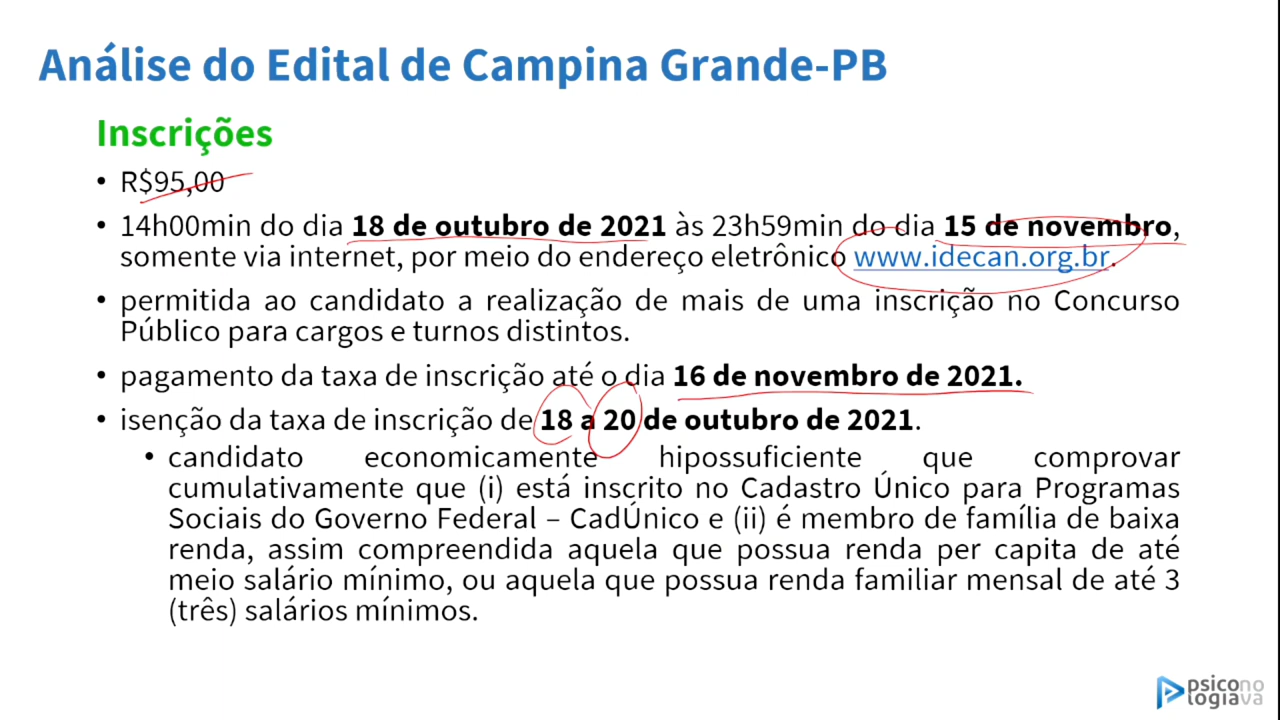 Análise do Edital de Campina Grande-PB
Inscrições
• R$95,00
• 14h00min do dia 18 de outubro de 2021 às 23h59min do dia 15 de novembro,
somente via internet, por meio do endereço eletrônico www.idecan.org.br.
• permitida ao candidato a realização de mais de uma inscrição no Concurso
Público para cargos e turnos distintos.
• pagamento da taxa de inscrição até o dia 16 de novembro de 2021.
• isenção da taxa de inscrição de 18 a 20 de outubro de 2021.
• candidato economicamente hipossuficiente que comprovar
cumulativamente que (i) está inscrito no Cadastro Único para Programas
Sociais do Governo Federal – CadÚnico e (ii) é membro de família de baixa
renda, assim compreendida aquela que possua renda per capita de até
meio salário mínimo, ou aquela que possua renda familiar mensal de até 3
(três) salários mínimos.
psicono
logiava